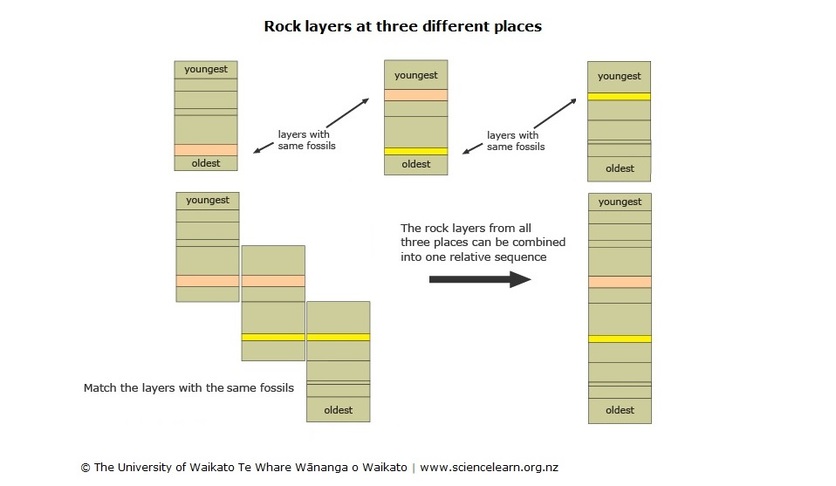 Rock layers at three different places
youngest
oldest
layers with
same fossils
youngest
oldest
layers with
same fossils
youngest
oldest
youngest
The rock layers from all
three places can be combined
into one relative sequence
youngest
Match the layers with the same fossils
oldest
oldest
© The University of Waikato Te Whare Wānanga o Waikato | www.sciencelearn.org.nz